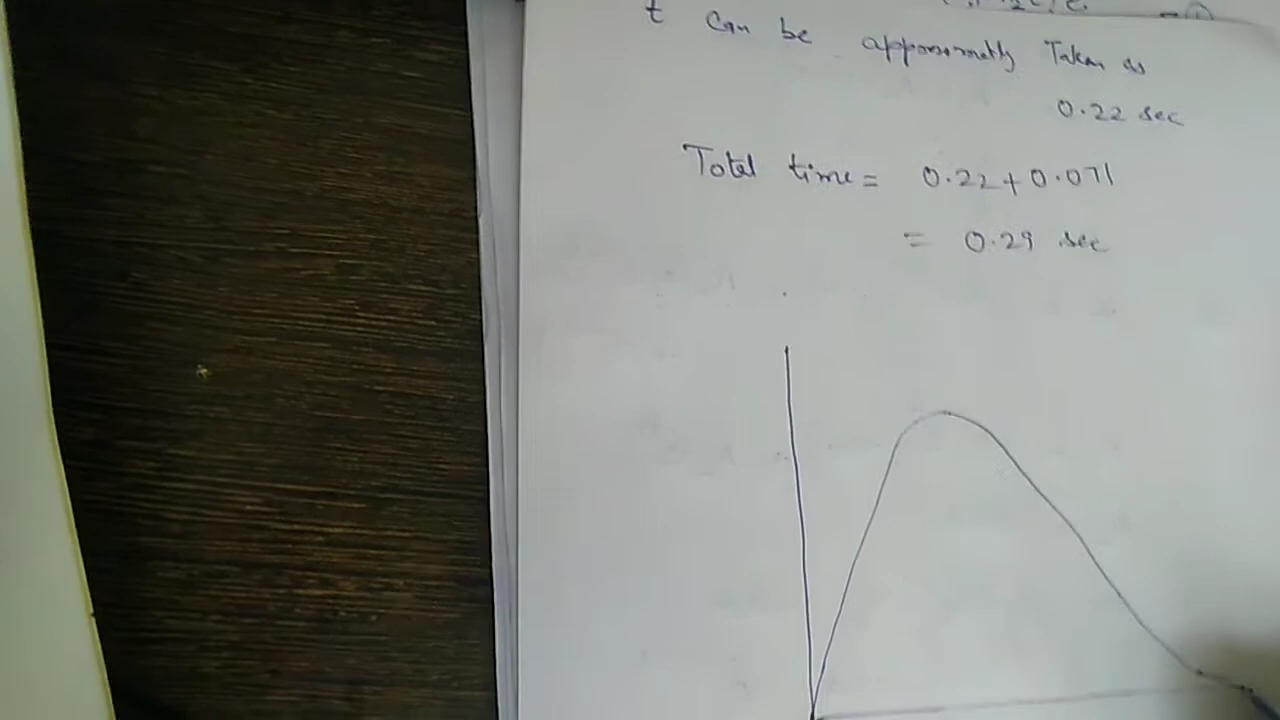 t can be approximately Taken as
0.22 sec
Total time = 0.22 + 0.071
= 0.29 sec